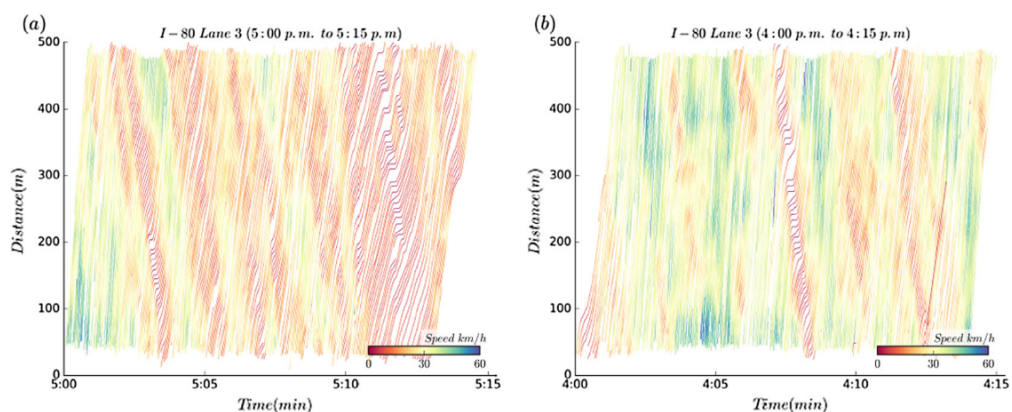 (a)
I – 80 Lane 3 (5 : 00 p. m. to 5 : 15 p. m)
500
400
300
200
100
0
Distance(m)
Speed km/h
0 30 60
5:00 5:05 5:10 5:15
Time(min)
(b)
I – 80 Lane 3 (4 : 00 p. m. to 4 : 15 p. m)
500
400
300
200
100
0
Distance(m)
Speed km/h
0 30 60
4:00 4:05 4:10 4:15
Time(min)